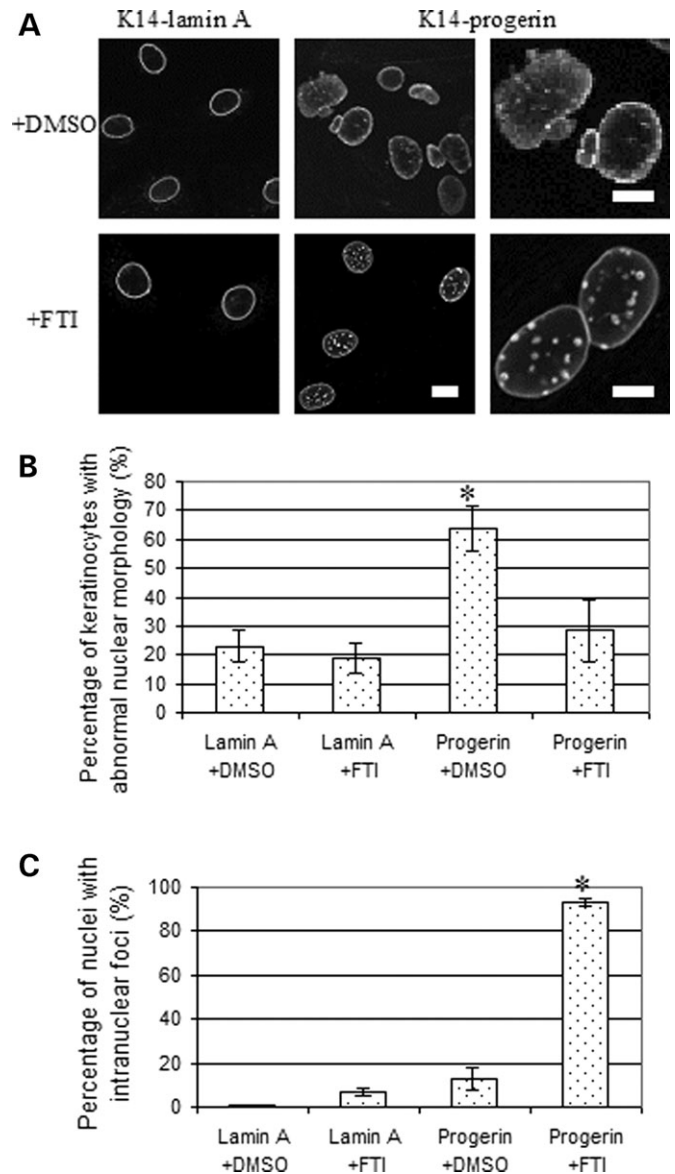 A
K14-lamin A K14-progerin
+DMSO
+FTI
B
Percentage of keratinocytes with
abnormal nuclear morphology (%)
80
70
60
50
40
30
20
10
0
*
Lamin A Lamin A Progerin Progerin
+DMSO +FTI +DMSO +FTI
C
Percentage of nuclei with
intranuclear foci (%)
100
80
60
40
20
0
*
Lamin A Lamin A Progerin Progerin
+DMSO +FTI +DMSO +FTI